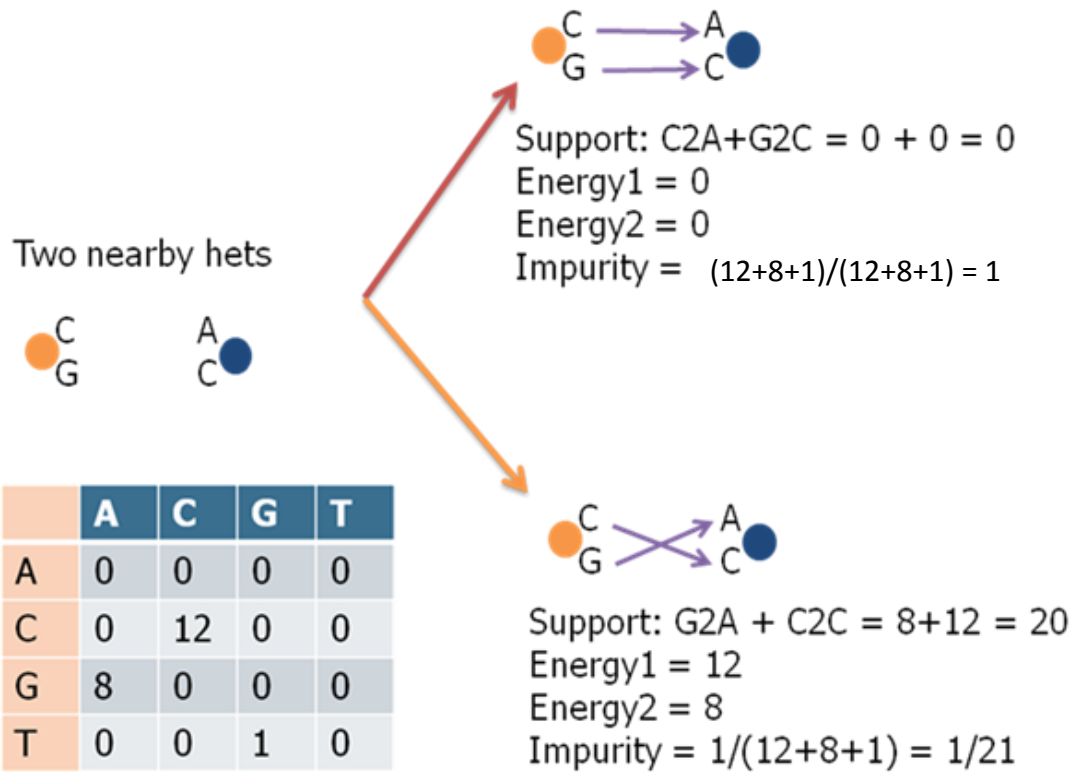 Two nearby hets
C
G
A
C
A C G T
A 0 0 0 0
C 0 12 0 0
G 8 0 0 0
T 0 0 1 0
C A
G C
Support: C2A+G2C = 0 + 0 = 0
Energy1 = 0
Energy2 = 0
Impurity = (12+8+1)/(12+8+1) = 1
C A
G C
Support: G2A + C2C = 8+12 = 20
Energy1 = 12
Energy2 = 8
Impurity = 1/(12+8+1) = 1/21